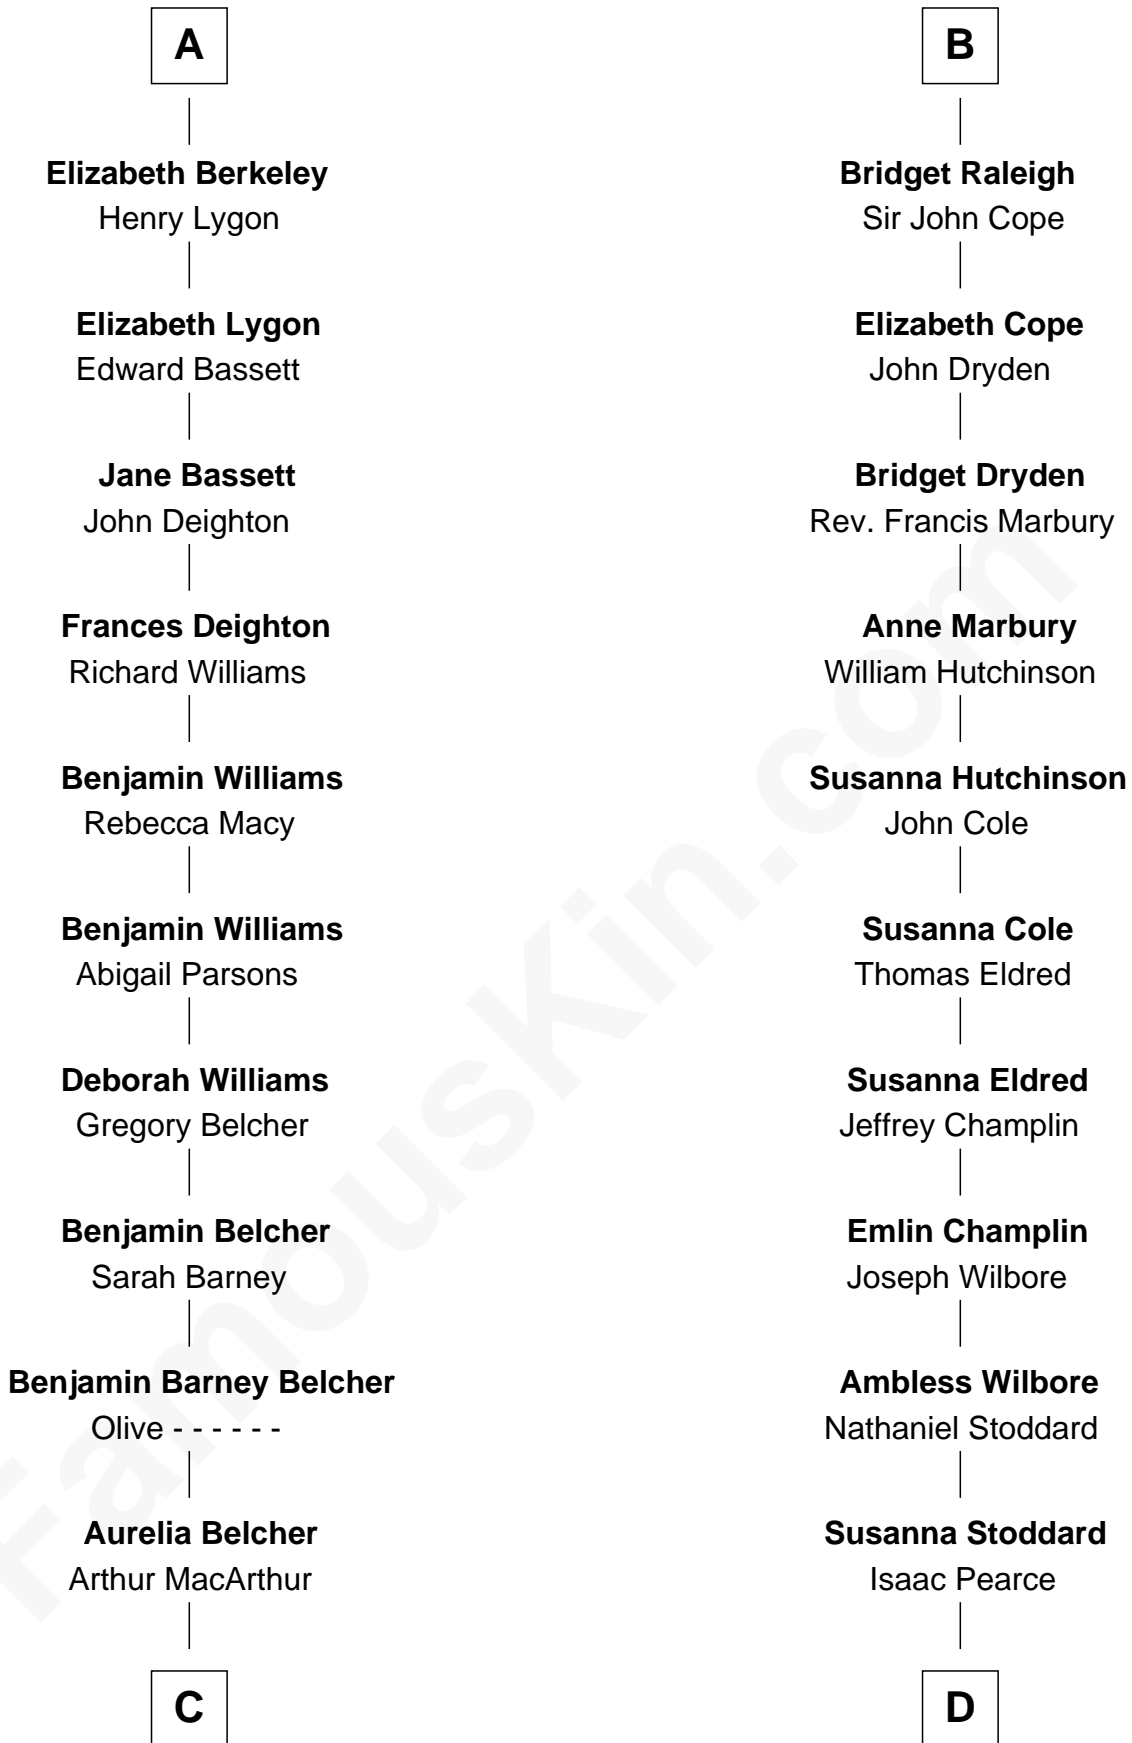 A
Elizabeth Berkeley
Henry Lygon
Elizabeth Lygon
Edward Bassett
Jane Bassett
John Deighton
Frances Deighton
Richard Williams
Benjamin Williams
Rebecca Macy
Benjamin Williams
Abigail Parsons
Deborah Williams
Gregory Belcher
Benjamin Belcher
Sarah Barney
Benjamin Barney Belcher
Olive - - - - - -
Aurelia Belcher
Arthur MacArthur
C
B
Bridget Raleigh
Sir John Cope
Elizabeth Cope
John Dryden
Bridget Dryden
Rev. Francis Marbury
Anne Marbury
William Hutchinson
Susanna Hutchinson
John Cole
Susanna Cole
Thomas Eldred
Susanna Eldred
Jeffrey Champlin
Emlin Champlin
Joseph Wilbore
Ambless Wilbore
Nathaniel Stoddard
Susanna Stoddard
Isaac Pearce
D
FamousKin.com